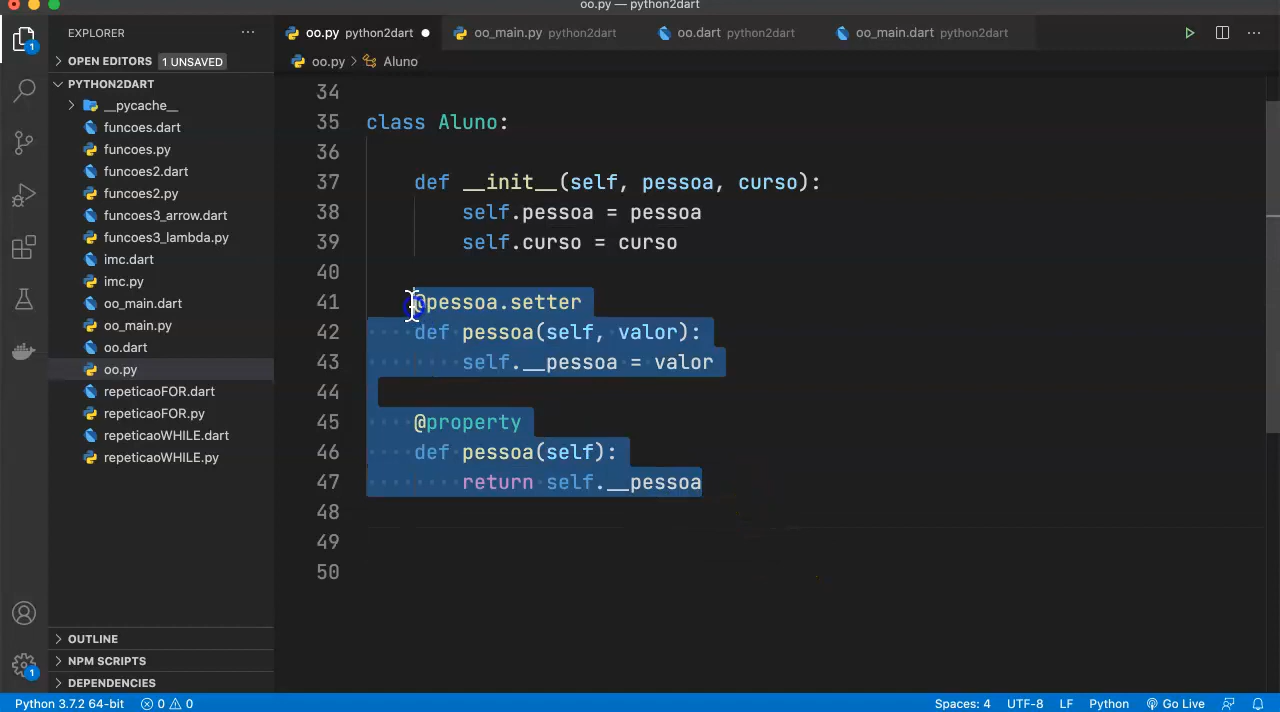 oo.py — python2dart
EXPLORER ···
oo.py python2dart
oo_main.py python2dart
oo.dart python2dart
oo_main.dart python2dart
OPEN EDITORS 1 UNSAVED
oo.py > Aluno
PYTHON2DART
__pycache__
funcoes.dart
funcoes.py
funcoes2.dart
funcoes2.py
funcoes3_arrow.dart
funcoes3_lambda.py
imc.dart
imc.py
oo_main.dart
oo_main.py
oo.dart
oo.py
repeticaoFOR.dart
repeticaoFOR.py
repeticaoWHILE.dart
repeticaoWHILE.py
OUTLINE
NPM SCRIPTS
DEPENDENCIES
1
1
34
35 class Aluno:
36
37 def __init__(self, pessoa, curso):
38 self.pessoa = pessoa
39 self.curso = curso
40
41 @pessoa.setter
42 def pessoa(self, valor):
43 self.__pessoa = valor
44
45 @property
46 def pessoa(self):
47 return self.__pessoa
48
49
50
Python 3.7.2 64-bit 0 0 Spaces: 4 UTF-8 LF Python Go Live